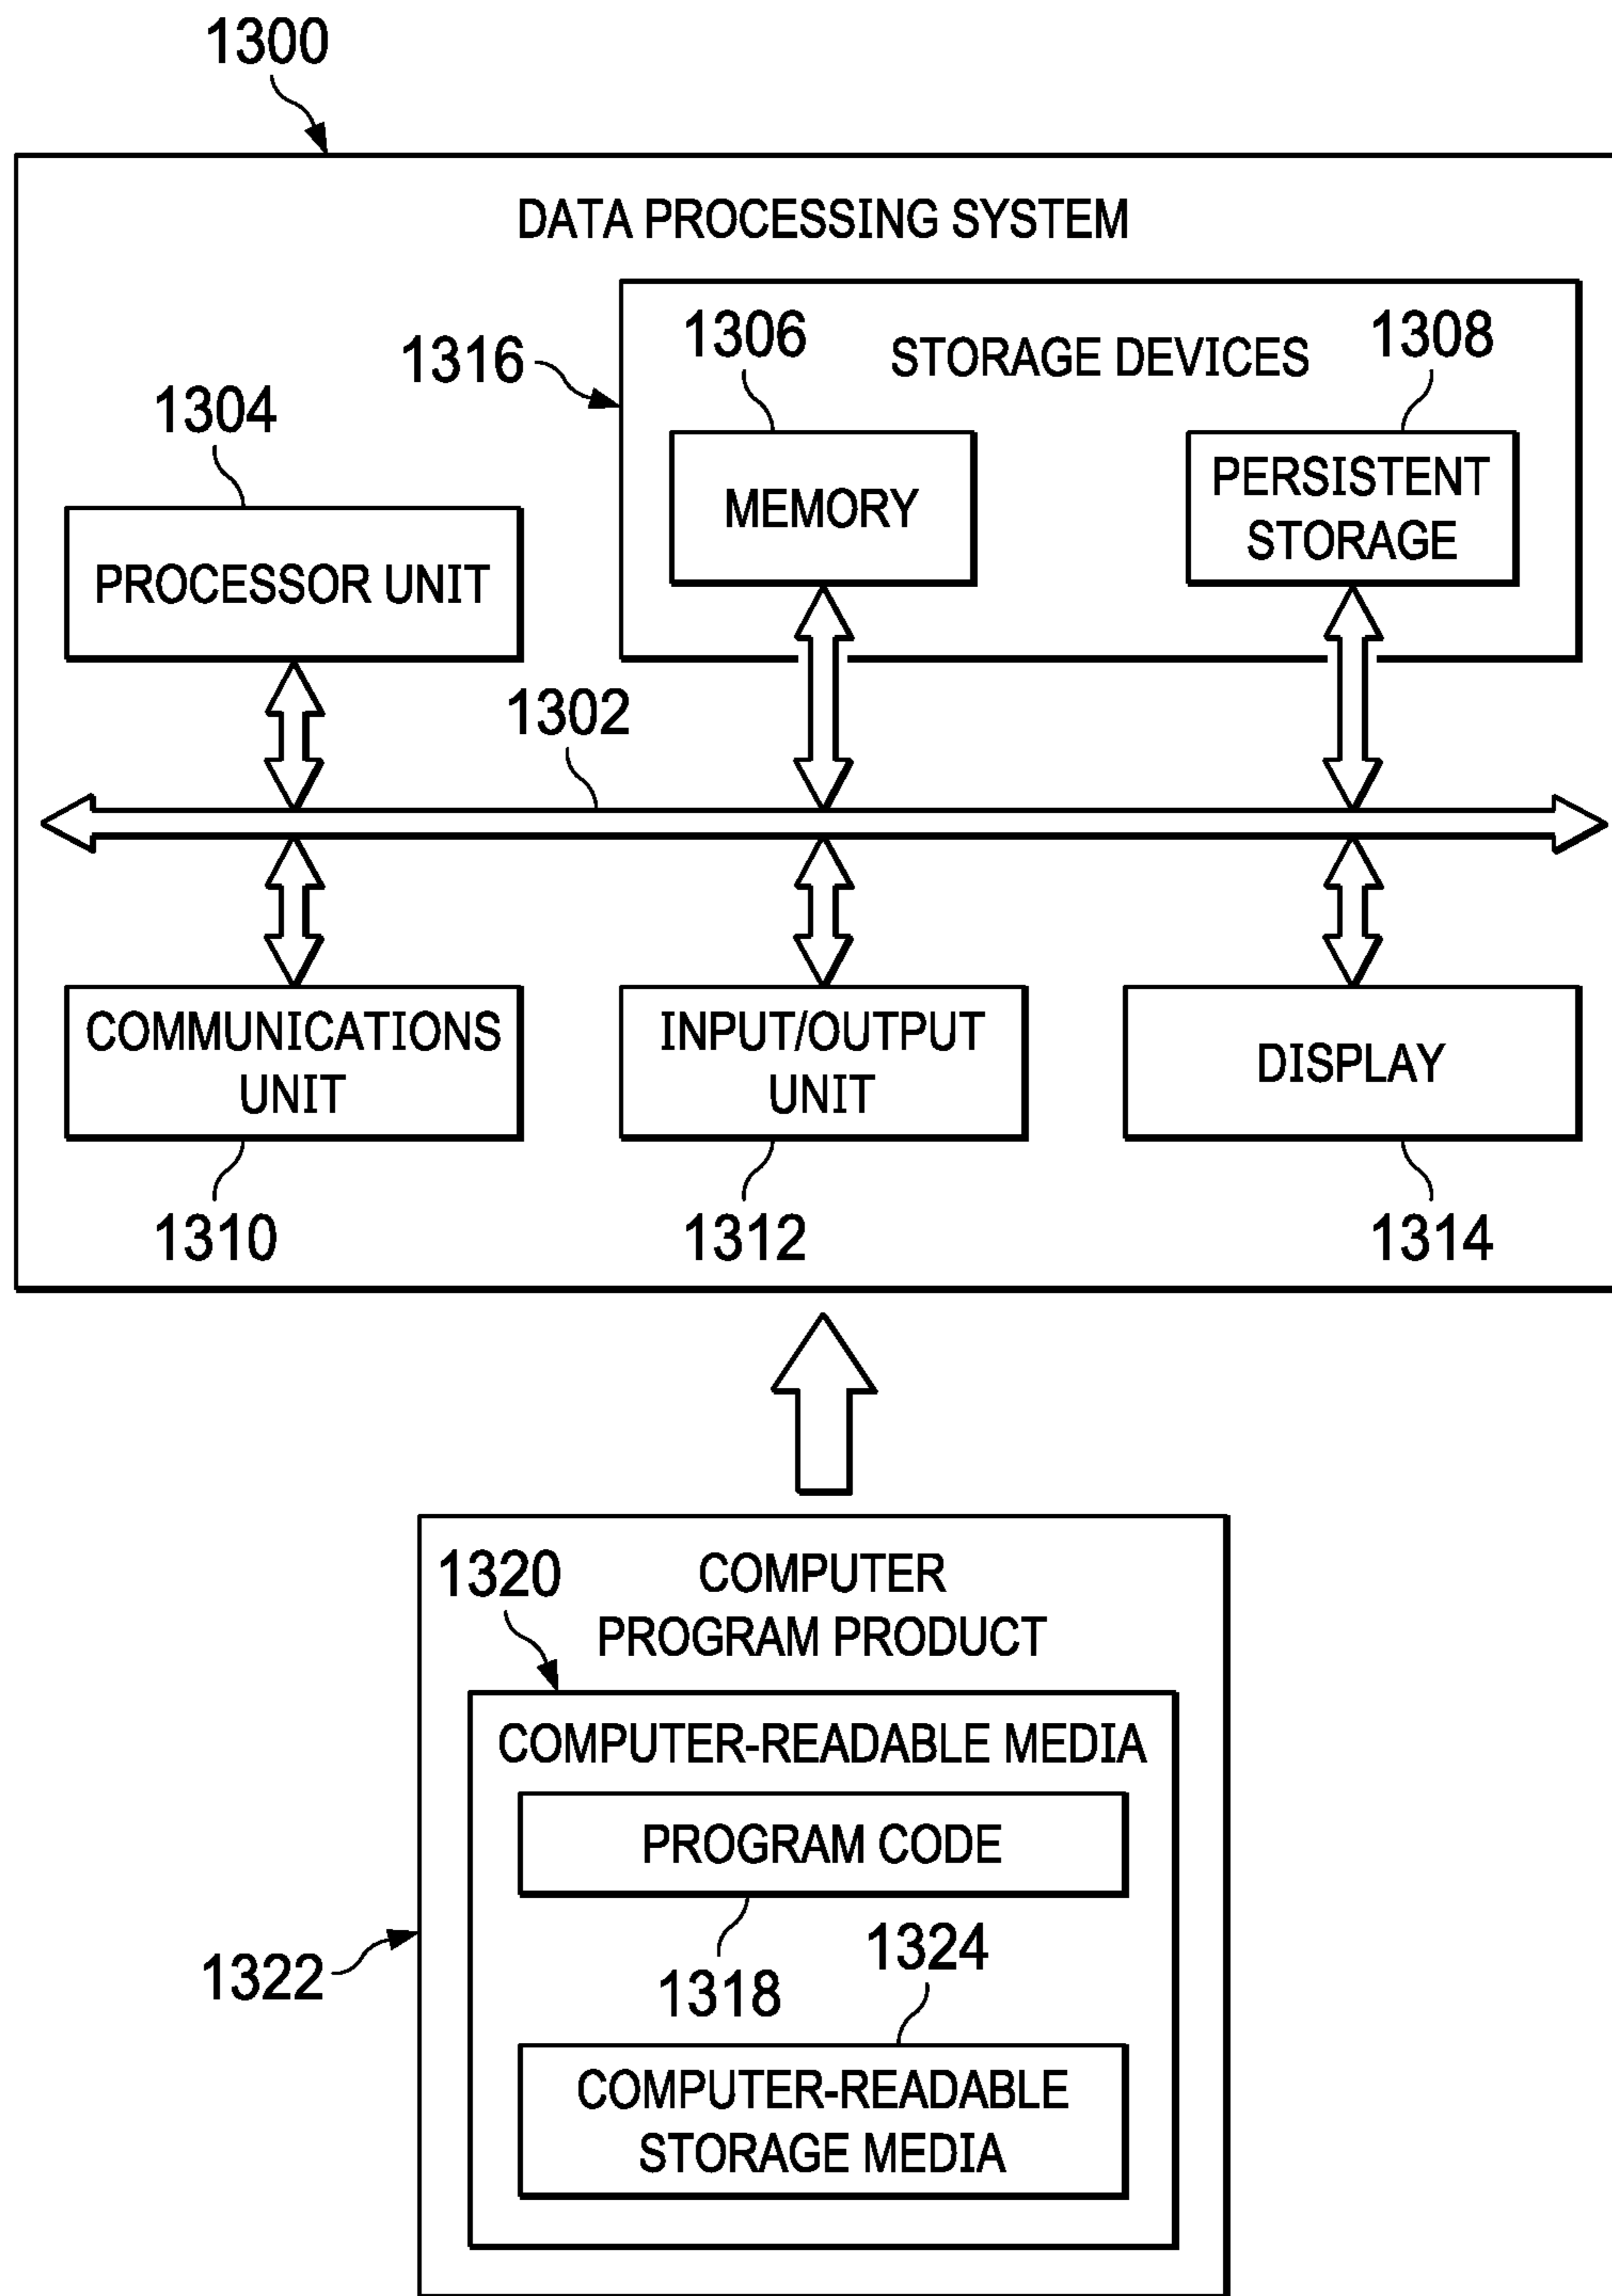 1300
DATA PROCESSING SYSTEM
1316
1306
STORAGE DEVICES
1308
1304
MEMORY
PERSISTENT
STORAGE
PROCESSOR UNIT
1302
COMMUNICATIONS
UNIT
INPUT/OUTPUT
UNIT
DISPLAY
1310
1312
1314
1320
COMPUTER
PROGRAM PRODUCT
COMPUTER-READABLE MEDIA
PROGRAM CODE
1322
1318
1324
COMPUTER-READABLE
STORAGE MEDIA